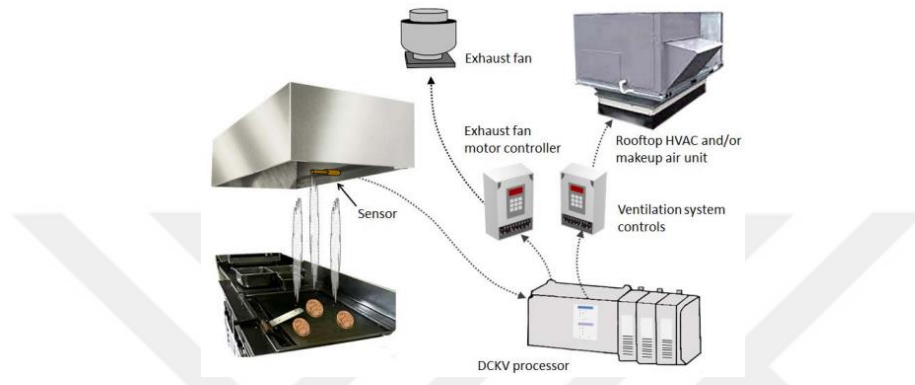 Exhaust fan
Exhaust fan
motor controller
Rooftop HVAC and/or
makeup air unit
Sensor
Ventilation system
controls
DCKV processor